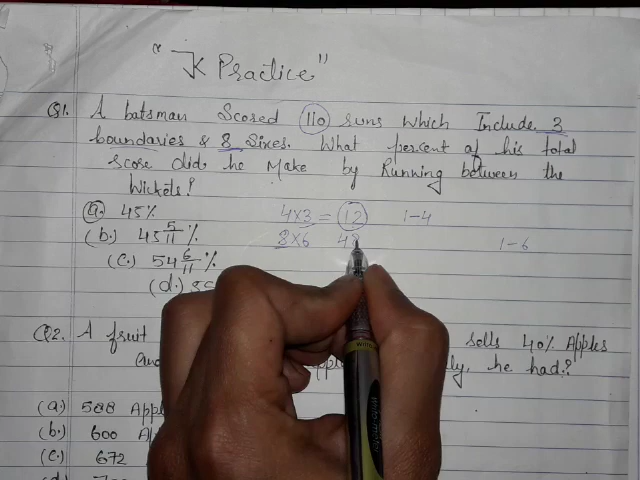 "JK Practice"
Q1. A batsman Scored 110 runs which Include 3
boundaries & 8 Sixes. What percent of his total
score did he Make by Running between the
Wickets?
(a.) 45%
4x3 = 12 1-4
(b.) 45 5/11 %
8x6 48 1-6
(c.) 54 6/11 %
(d.)
Q2. A fruit sells 40% Apples
he had?
(a) 588
(b.) 600
(c.) 672
(d)